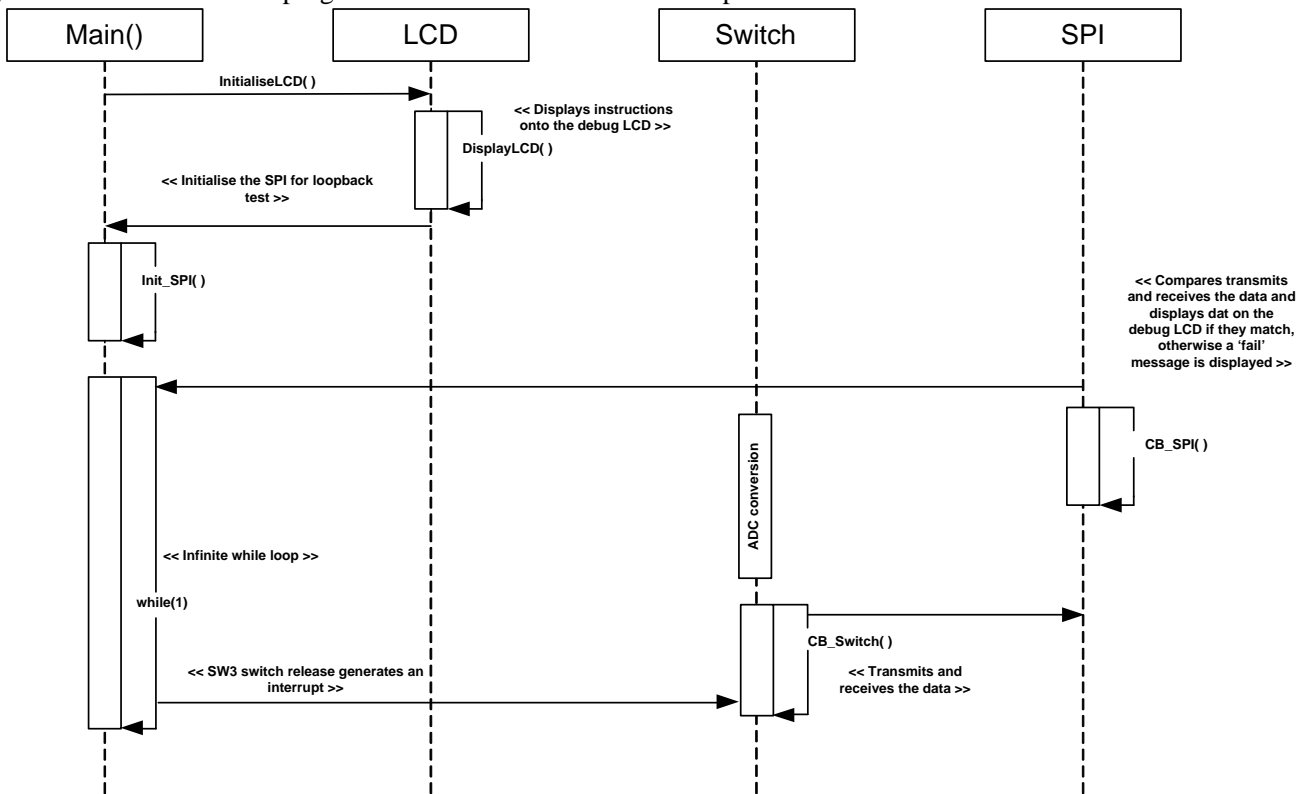 Main()
LCD
Switch
SPI
InitialiseLCD( )
<< Displays instructions
onto the debug LCD >>
DisplayLCD( )
<< Initialise the SPI for loopback
test >>
Init_SPI( )
<< Compares transmits
and receives the data and
displays dat on the
debug LCD if they match,
otherwise a ‘fail’
message is displayed >>
CB_SPI( )
ADC conversion
<< Infinite while loop >>
while(1)
CB_Switch( )
<< SW3 switch release generates an
interrupt >>
<< Transmits and
receives the data >>